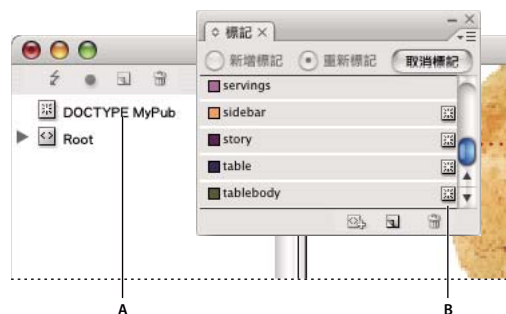 標記
新增標記
重新標記
取消標記
servings
sidebar
story
table
tablebody
DOCTYPE MyPub
Root
A
B